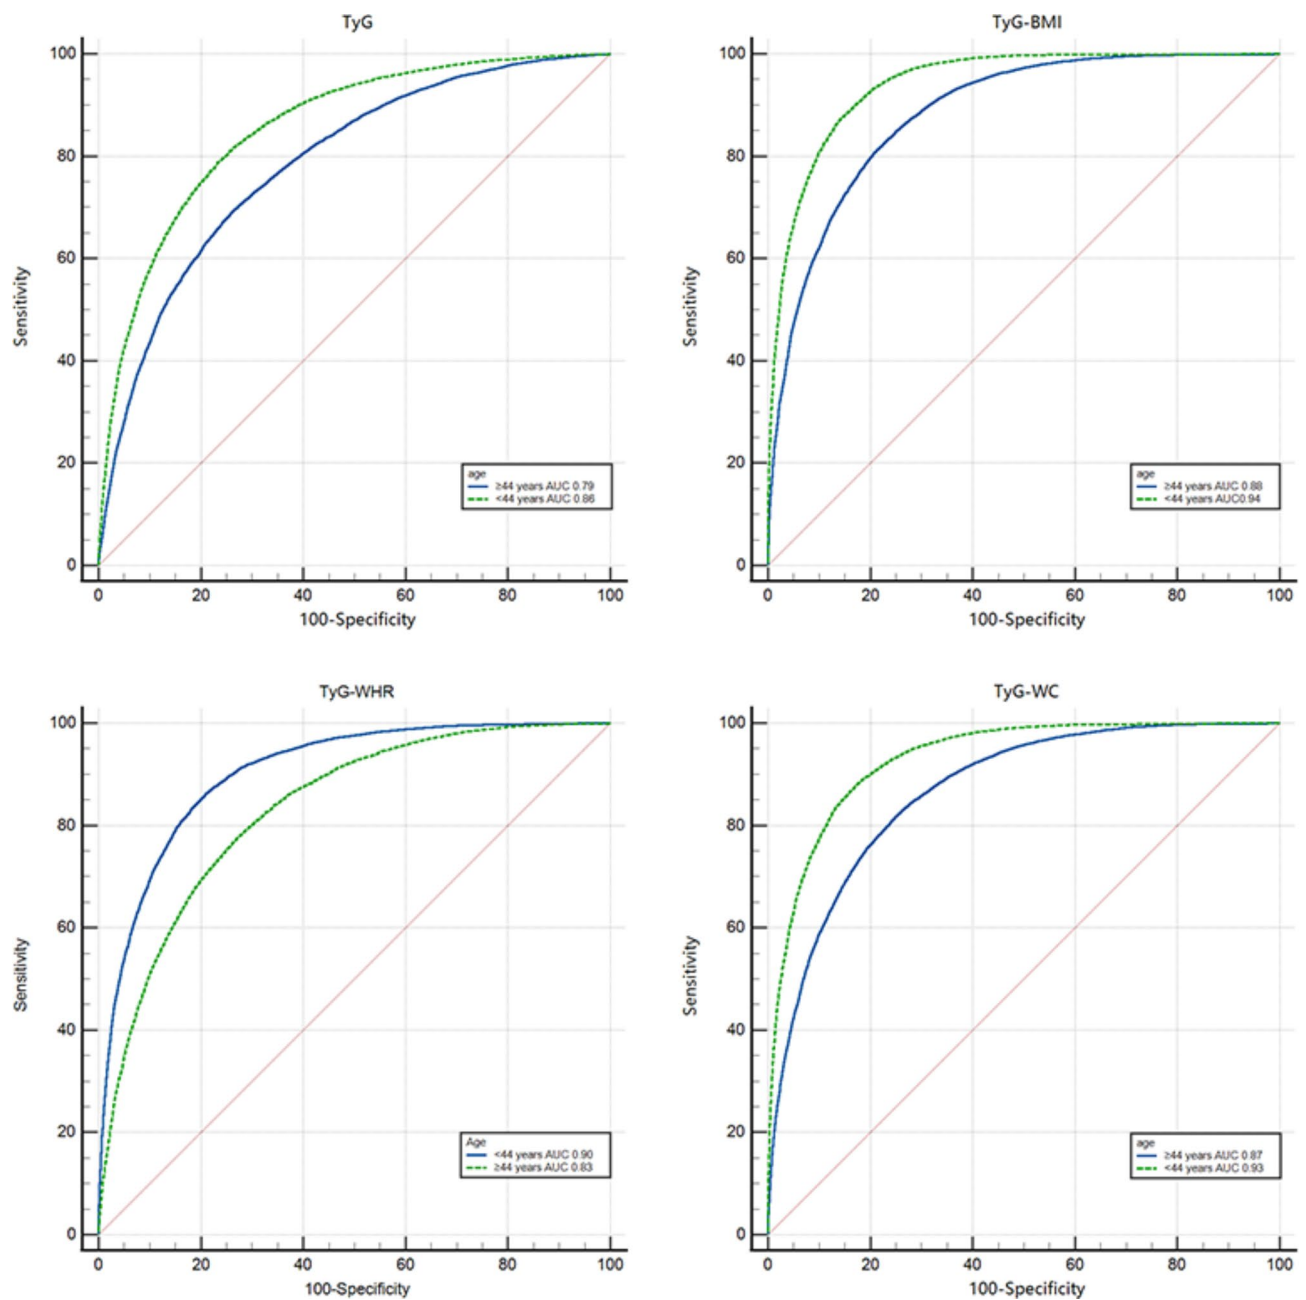 TyG
100
80
60
40
20
0
Sensitivity
age
≥44 years AUC 0.79
<44 years AUC 0.86
0 20 40 60 80 100
100-Specificity
TyG-BMI
100
80
60
40
20
0
Sensitivity
age
≥44 years AUC 0.88
<44 years AUC0.94
0 20 40 60 80 100
100-Specificity
TyG-WHR
100
80
60
40
20
0
Sensitivity
Age
<44 years AUC 0.90
≥44 years AUC 0.83
0 20 40 60 80 100
100-Specificity
TyG-WC
100
80
60
40
20
0
Sensitivity
age
≥44 years AUC 0.87
<44 years AUC 0.93
0 20 40 60 80 100
100-Specificity